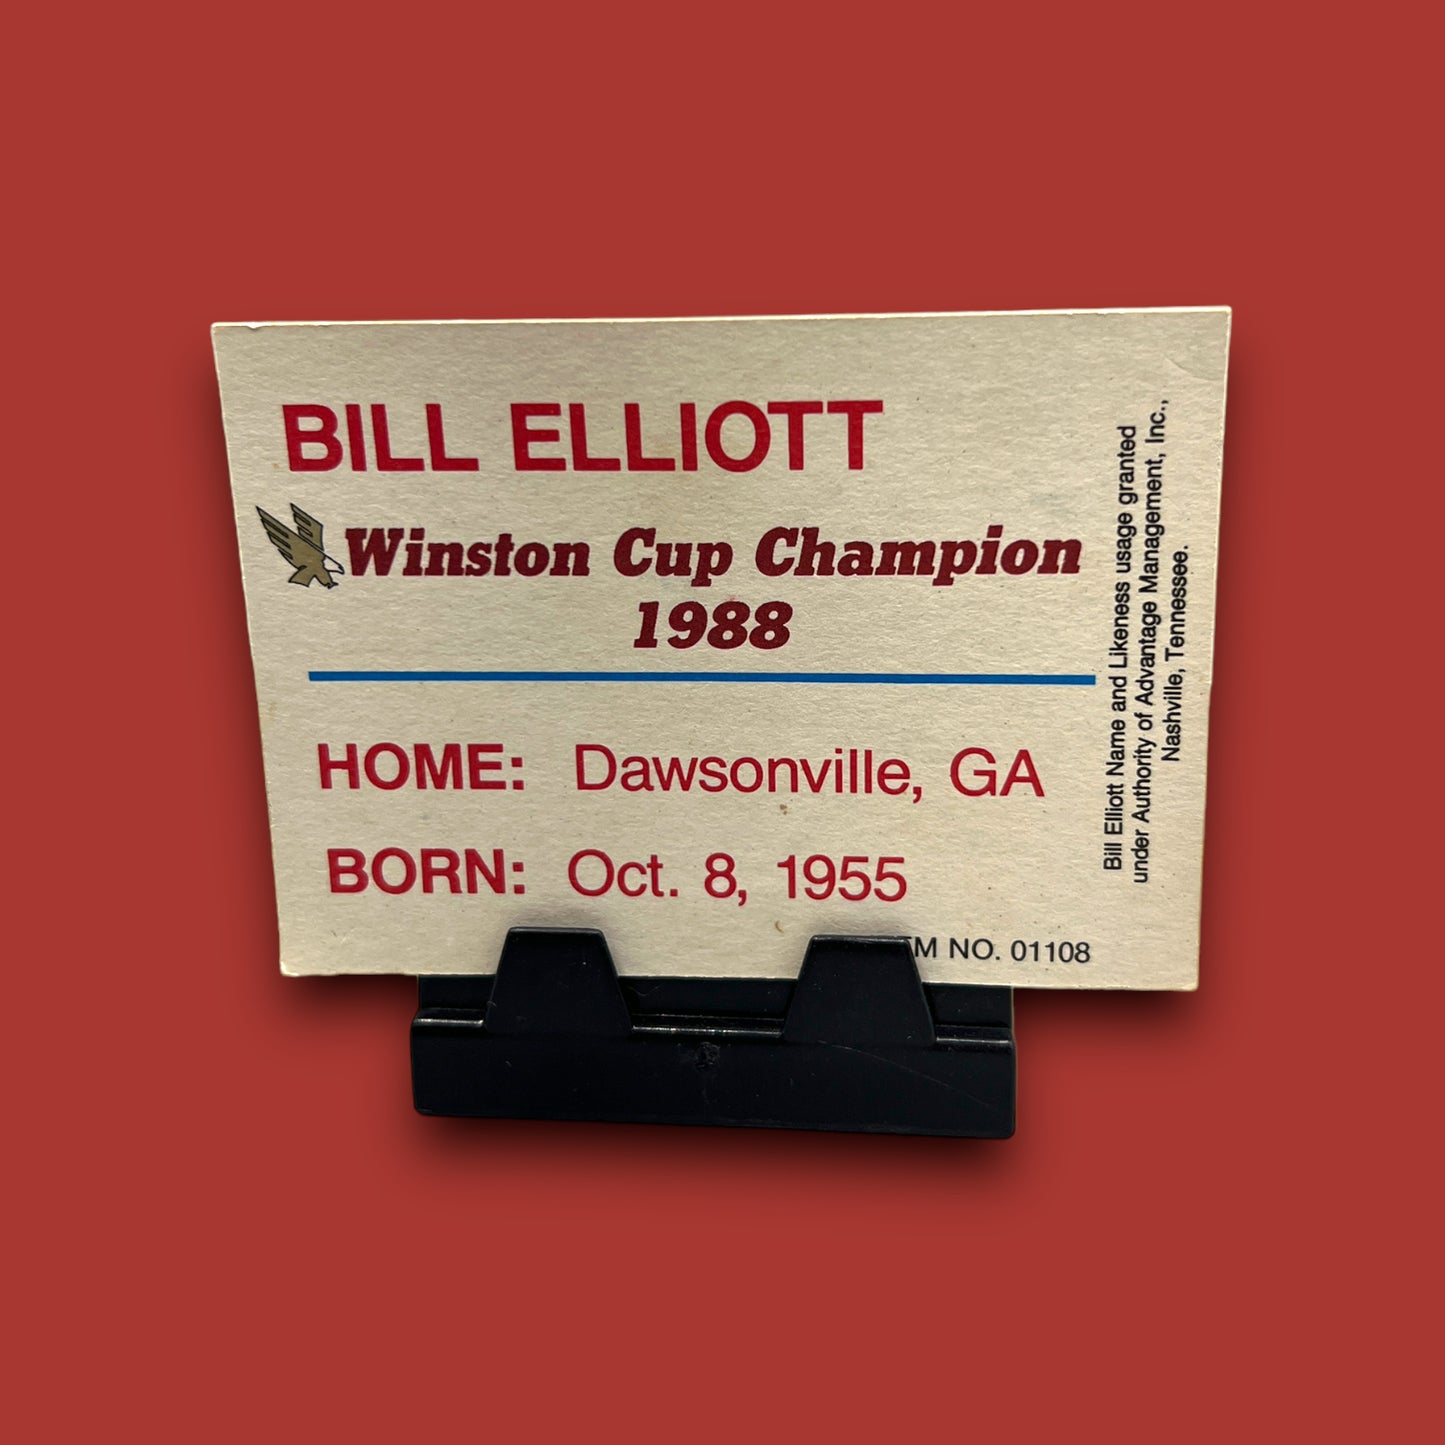 BILL ELLIOTT
Winston Cup Champion
1988
HOME: Dawsonville, GA
BORN: Oct. 8, 1955
NO. 01108
Bill Elliott Name and Likeness usage granted
under Authority of Advantage Management, Inc.,
Nashville, Tennessee.